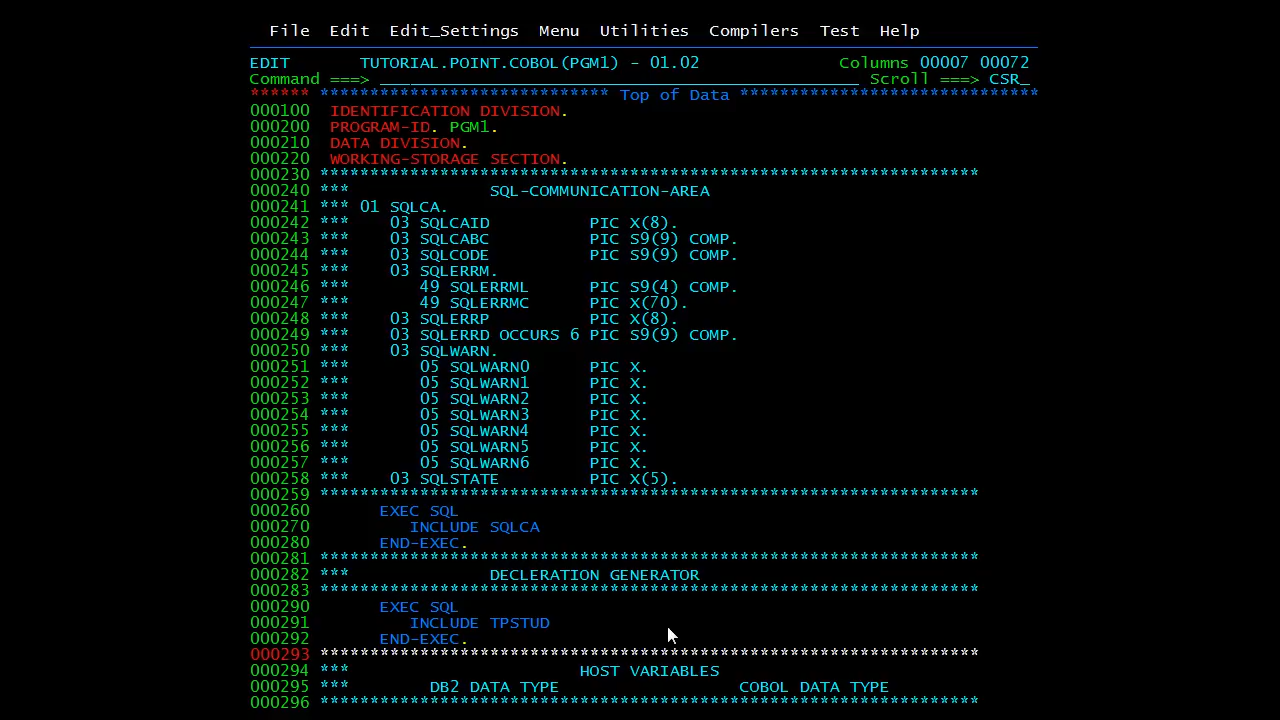 File Edit Edit_Settings Menu Utilities Compilers Test Help
EDIT TUTORIAL.POINT.COBOL(PGM1) - 01.02 Columns 00007 00072
Command ===> ________________________________________________ Scroll ===> CSR_
****** ***************************** Top of Data ******************************
000100 IDENTIFICATION DIVISION.
000200 PROGRAM-ID. PGM1.
000210 DATA DIVISION.
000220 WORKING-STORAGE SECTION.
000230 ******************************************************************
000240 *** SQL-COMMUNICATION-AREA
000241 *** 01 SQLCA.
000242 *** 03 SQLCAID PIC X(8).
000243 *** 03 SQLCABC PIC S9(9) COMP.
000244 *** 03 SQLCODE PIC S9(9) COMP.
000245 *** 03 SQLERRM.
000246 *** 49 SQLERRML PIC S9(4) COMP.
000247 *** 49 SQLERRMC PIC X(70).
000248 *** 03 SQLERRP PIC X(8).
000249 *** 03 SQLERRD OCCURS 6 PIC S9(9) COMP.
000250 *** 03 SQLWARN.
000251 *** 05 SQLWARN0 PIC X.
000252 *** 05 SQLWARN1 PIC X.
000253 *** 05 SQLWARN2 PIC X.
000254 *** 05 SQLWARN3 PIC X.
000255 *** 05 SQLWARN4 PIC X.
000256 *** 05 SQLWARN5 PIC X.
000257 *** 05 SQLWARN6 PIC X.
000258 *** 03 SQLSTATE PIC X(5).
000259 ******************************************************************
000260 EXEC SQL
000270 INCLUDE SQLCA
000280 END-EXEC.
000281 ******************************************************************
000282 *** DECLERATION GENERATOR
000283 ******************************************************************
000290 EXEC SQL
000291 INCLUDE TPSTUD
000292 END-EXEC.
000293 ******************************************************************
000294 *** HOST VARIABLES
000295 *** DB2 DATA TYPE COBOL DATA TYPE
000296 ******************************************************************